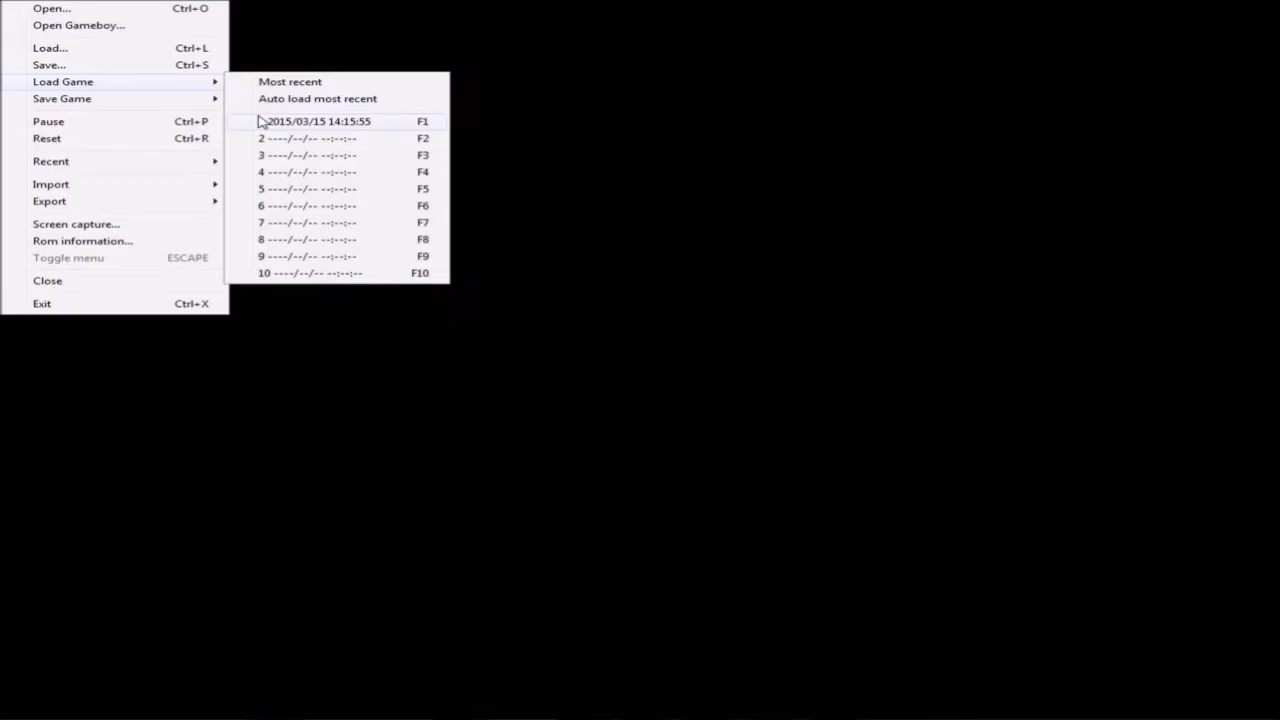 Open... Ctrl+O
Open Gameboy...
Load... Ctrl+L
Save... Ctrl+S
Load Game
Save Game
Pause Ctrl+P
Reset Ctrl+R
Recent
Import
Export
Screen capture...
Rom information...
Toggle menu ESCAPE
Close
Exit Ctrl+X
Most recent
Auto load most recent
2015/03/15 14:15:55 F1
2 ----/--/-- --:--:-- F2
3 ----/--/-- --:--:-- F3
4 ----/--/-- --:--:-- F4
5 ----/--/-- --:--:-- F5
6 ----/--/-- --:--:-- F6
7 ----/--/-- --:--:-- F7
8 ----/--/-- --:--:-- F8
9 ----/--/-- --:--:-- F9
10 ----/--/-- --:--:-- F10